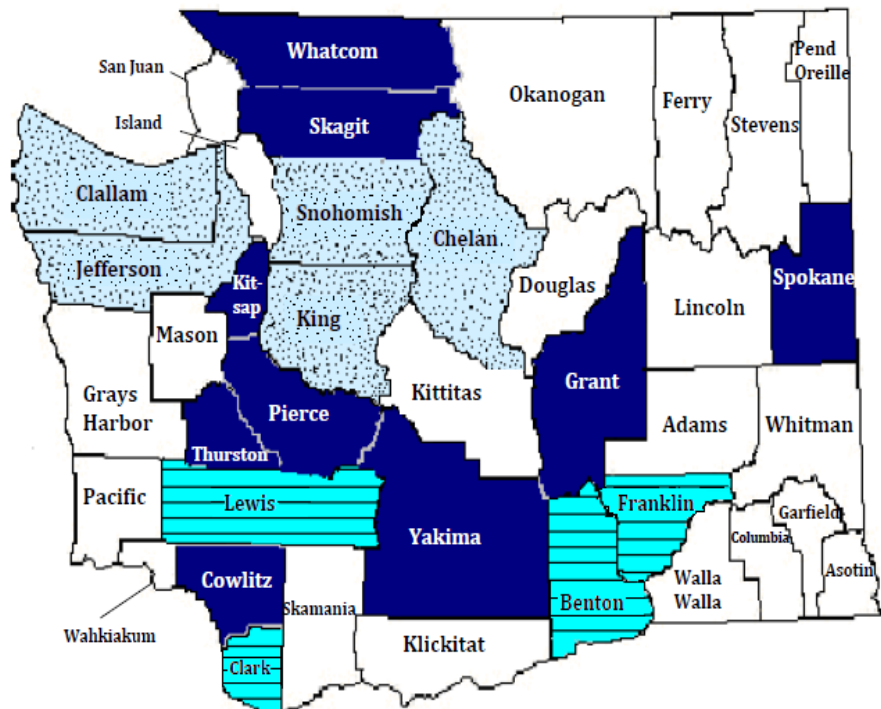 Whatcom
Pend
Oreille
San Juan
Okanogan
Ferry
Stevens
Island
Skagit
Clallam
Snohomish
Chelan
Jefferson
Kit-
sap
Douglas
Spokane
Lincoln
King
Mason
Kittitas
Grant
Grays
Harbor
Pierce
Adams
Whitman
Thurston
Pacific
Lewis
Franklin
Garfield
Yakima
Columbia
Cowlitz
Skamania
Walla
Walla
Asotin
Benton
Wahkiakum
Klickitat
Clark